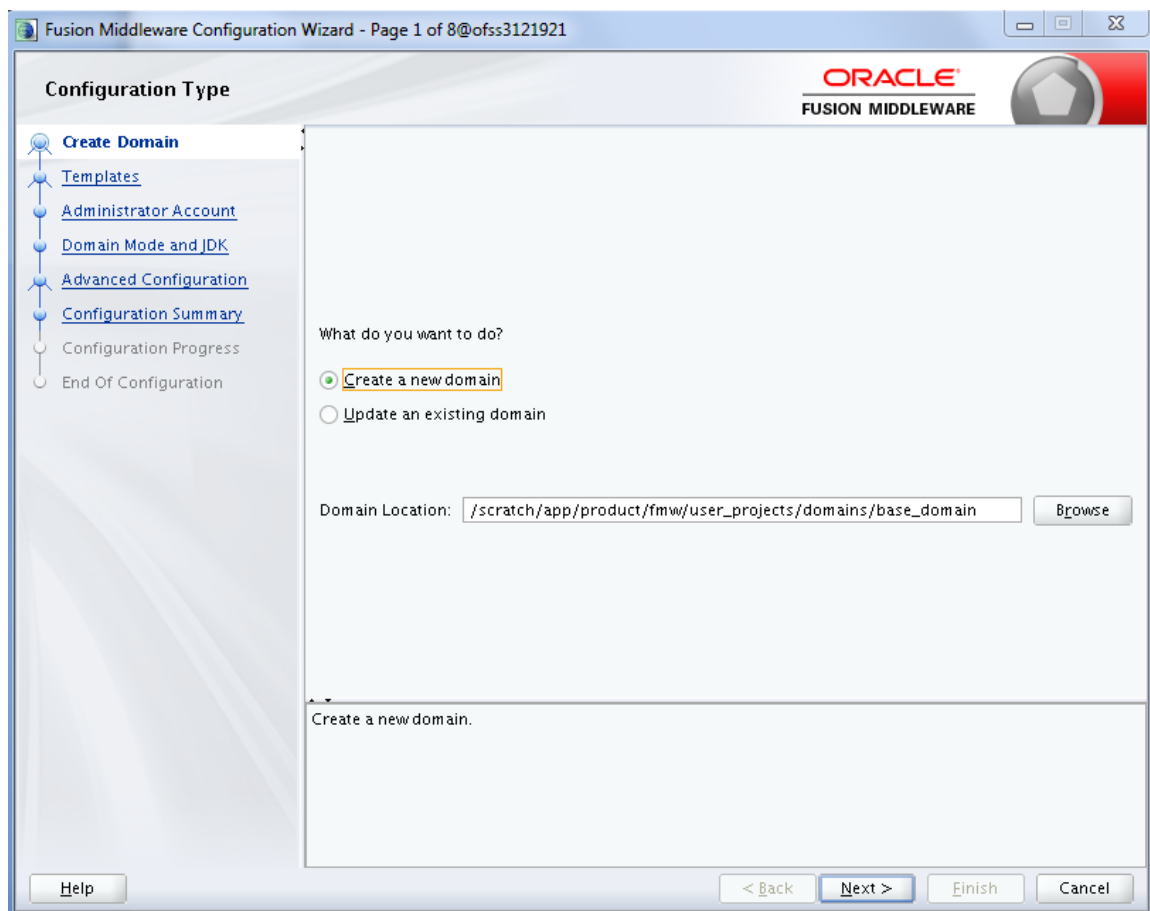 Fusion Middleware Configuration Wizard - Page 1 of 8@ofss3121921
Configuration Type
ORACLE
FUSION MIDDLEWARE
Create Domain
Templates
Administrator Account
Domain Mode and JDK
Advanced Configuration
Configuration Summary
Configuration Progress
End Of Configuration
What do you want to do?
Create a new domain
Update an existing domain
Domain Location: /scratch/app/product/fmw/user_projects/domains/base_domain Browse
Create a new domain.
Help < Back Next > Finish Cancel